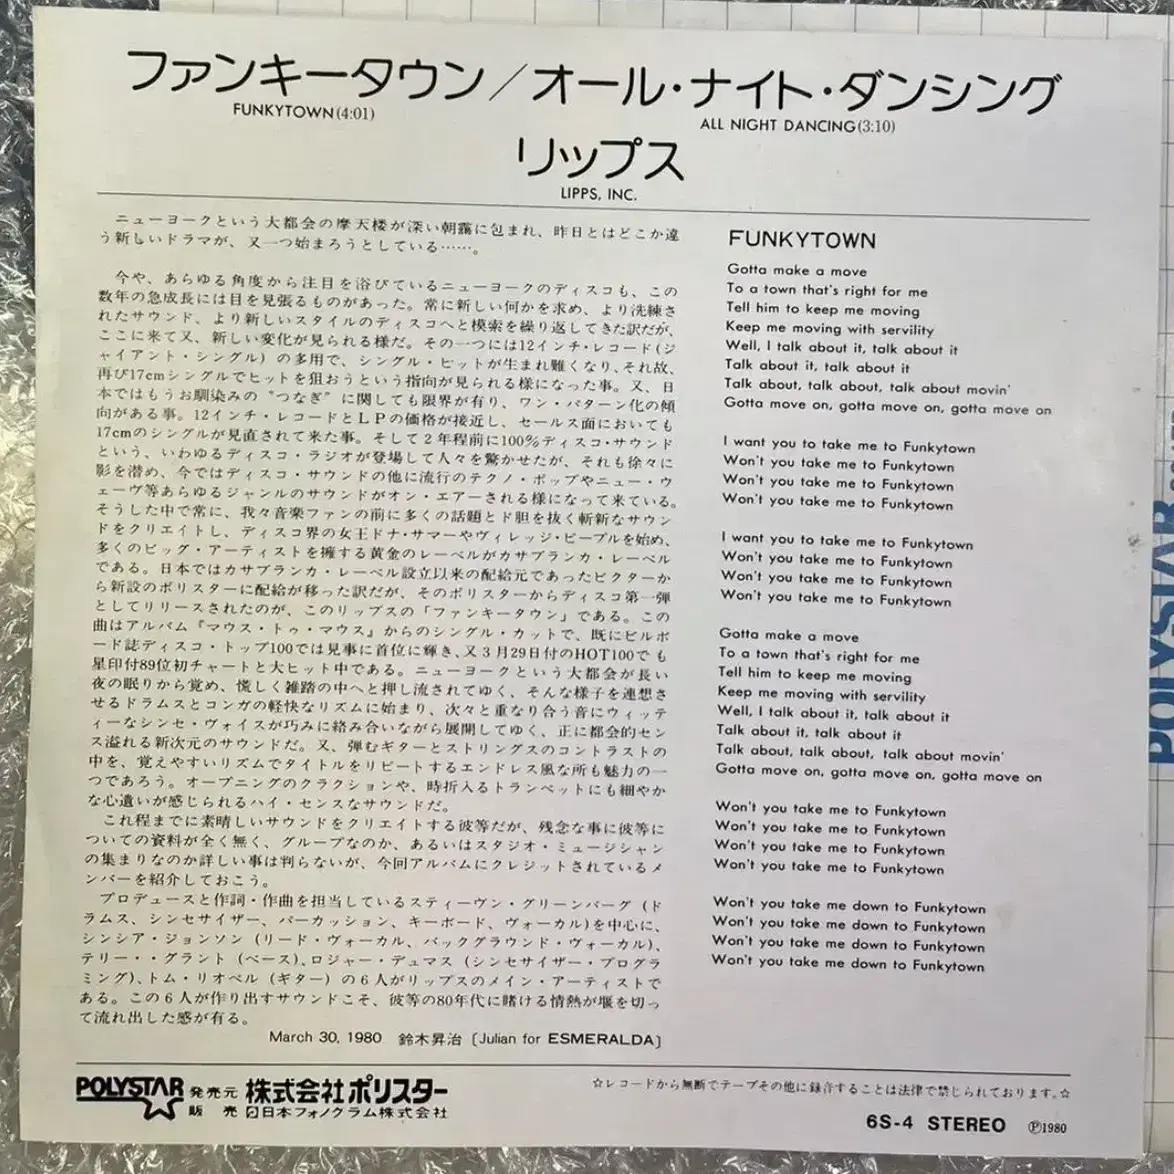 ファンキータウン／オール・ナイト・ダンシング
FUNKYTOWN(4:01)
ALL NIGHT DANCING(3:10)
リップス
LIPPS, INC.
ニューヨークという大都会の摩天楼が深い朝靄に包まれ、昨日とはどこか違
う新しいドラマが、又一つ始まろうとしている……。
今や、あらゆる角度から注目を浴びているニューヨークのディスコも、この
数年の急成長には目を見張るものがあった。常に新しい何かを求め、より洗練さ
れたサウンド、より新しいスタイルのディスコへと模索を繰り返してきた訳だが、
ここに来て又、新しい変化が見られる様だ。その一つには12インチ・レコード(ジ
ャイアント・シングル) の多用で、シングル・ヒットが生まれ難くなり、それ故、
再び17cmシングルでヒットを狙おうという指向が見られる様になった事。又、日
本ではもうお馴染みの〝つなぎ〟に関しても限界が有り、ワン・パターン化の傾
向がある事。12インチ・レコードとＬＰの価格が接近し、セールス面においても
17cmのシングルが見直されて来た事。そして２年程前に100％ディスコ・サウンド
という、いわゆるディスコ・ラジオが登場して人々を驚かせたが、それも徐々に
影を潜め、今ではディスコ・サウンドの他に流行のテクノ・ポップやニュー・ウ
ェーヴ等あらゆるジャンルのサウンドがオン・エアーされる様になって来ている。
そうした中で常に、我々音楽ファンの前に多くの話題とド胆を抜く斬新なサウン
ドをクリエイトし、ディスコ界の女王ドナ・サマーやヴィレッジ・ピープルを始め、
多くのビッグ・アーティストを擁する黄金のレーベルがカサブランカ・レーベル
である。日本ではカサブランカ・レーベル設立以来の配給元であったビクターか
ら新設のポリスターに配給が移った訳だが、そのポリスターからディスコ第一弾
としてリリースされたのが、このリップスの「ファンキータウン」である。この
曲はアルバム『マウス・トゥ・マウス』からのシングル・カットで、既にビルボ
ード誌ディスコ・トップ100では見事に首位に輝き、又３月29日付のHOT100でも
星印付89位初チャートと大ヒット中である。ニューヨークという大都会が長い
夜の眠りから覚め、慌しく雑踏の中へと押し流されてゆく、そんな様子を連想さ
せるドラムスとコンガの軽快なリズムに始まり、次々と重なり合う音にウィッテ
ィーなシンセ・ヴォイスが巧みに絡み合いながら展開してゆく、正に都会的セン
ス溢れる新次元のサウンドだ。又、弾むギターとストリングスのコントラストの
中を、覚えやすいリズムでタイトルをリピートするエンドレス風な所も魅力の一
つであろう。オープニングのクラクションや、時折入るトランペットにも細やか
な心遣いが感じられるハイ・センスなサウンドだ。
これ程までに素晴しいサウンドをクリエイトする彼等だが、残念な事に彼等に
ついての資料が全く無く、グループなのか、あるいはスタジオ・ミュージシャン
の集まりなのか詳しい事は判らないが、今回アルバムにクレジットされているメ
ンバーを紹介しておこう。
プロデュースと作詞・作曲を担当しているスティーヴン・グリーンバーグ (ド
ラムス、シンセサイザー、パーカッション、キーボード、ヴォーカル)を中心に、
シンシア・ジョンソン (リード・ヴォーカル、バックグラウンド・ヴォーカル)、
テリー・・グラント (ベース)、ロジャー・デュマス (シンセサイザー・プログラ
ミング)、トム・リオペル(ギター) の６人がリップスのメイン・アーティストで
ある。この６人が作り出すサウンドこそ、彼等の80年代に賭ける情熱が堰を切っ
て流れ出した感が有る。
March 30, 1980　鈴木昇治 〔Julian for ESMERALDA〕
FUNKYTOWN
Gotta make a move
To a town that's right for me
Tell him to keep me moving
Keep me moving with servility
Well, I talk about it, talk about it
Talk about it, talk about it
Talk about, talk about, talk about movin'
Gotta move on, gotta move on, gotta move on
I want you to take me to Funkytown
Won't you take me to Funkytown
Won't you take me to Funkytown
Won't you take me to Funkytown
I want you to take me to Funkytown
Won't you take me to Funkytown
Won't you take me to Funkytown
Won't you take me to Funkytown
Gotta make a move
To a town that's right for me
Tell him to keep me moving
Keep me moving with servility
Well, I talk about it, talk about it
Talk about it, talk about it
Talk about, talk about, talk about movin'
Gotta move on, gotta move on, gotta move on
Won't you take me to Funkytown
Won't you take me to Funkytown
Won't you take me to Funkytown
Won't you take me to Funkytown
Won't you take me down to Funkytown
Won't you take me down to Funkytown
Won't you take me down to Funkytown
Won't you take me down to Funkytown
POLYSTAR 発売元 株式会社ポリスター
販売 日本フォノグラム株式会社
☆レコードから無断でテープその他に録音することは法律で禁じられております。☆
6S-4 STEREO ℗1980
POLYSTAR